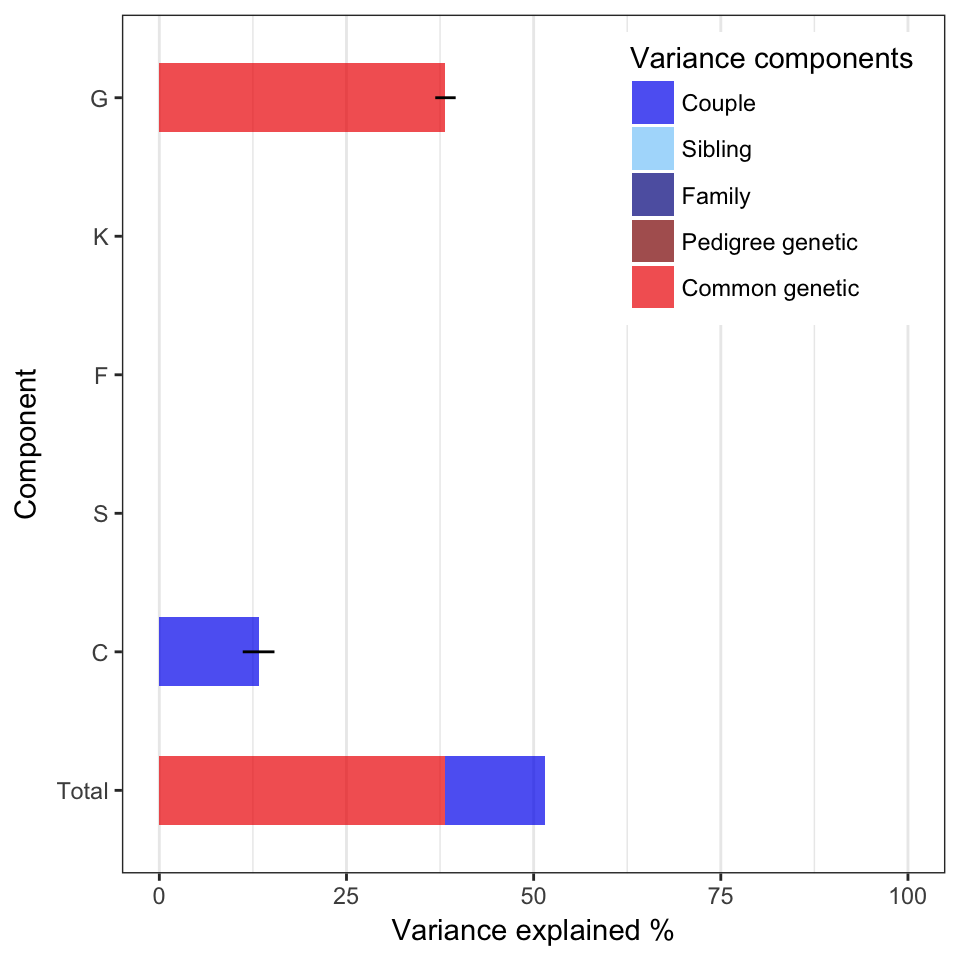 Variance components
Couple
Sibling
Family
Pedigree genetic
Common genetic
Component
G
K
F
S
C
Total
0 25 50 75 100
Variance explained %